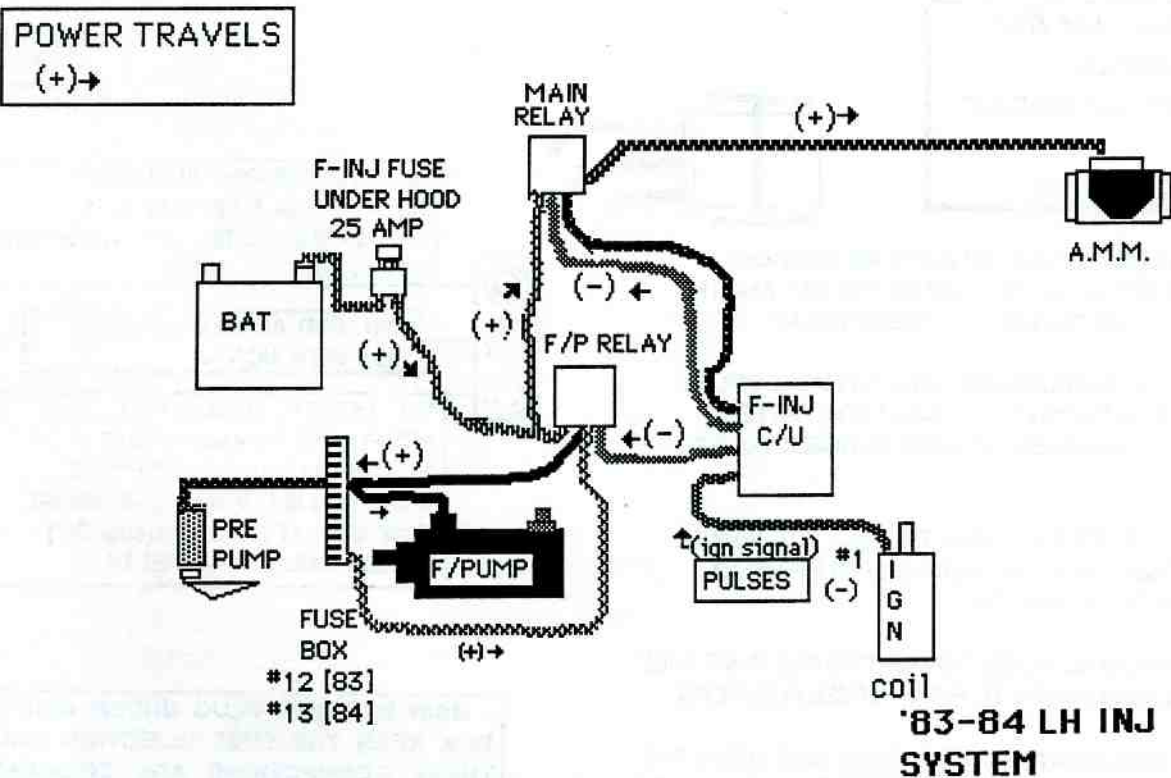 POWER TRAVELS
(+)→
MAIN
RELAY
(+)→
F-INJ FUSE
UNDER HOOD
25 AMP
A.M.M.
BAT
(+)
(+)
(-) ←
F/P RELAY
F-INJ
C/U
←(-)
←(+)
→
PRE
PUMP
F/PUMP
(ign signal)
PULSES
#1
(-)
I
G
N
coil
FUSE
BOX
#12 [83]
#13 [84]
(+)→
'83-84 LH INJ
SYSTEM